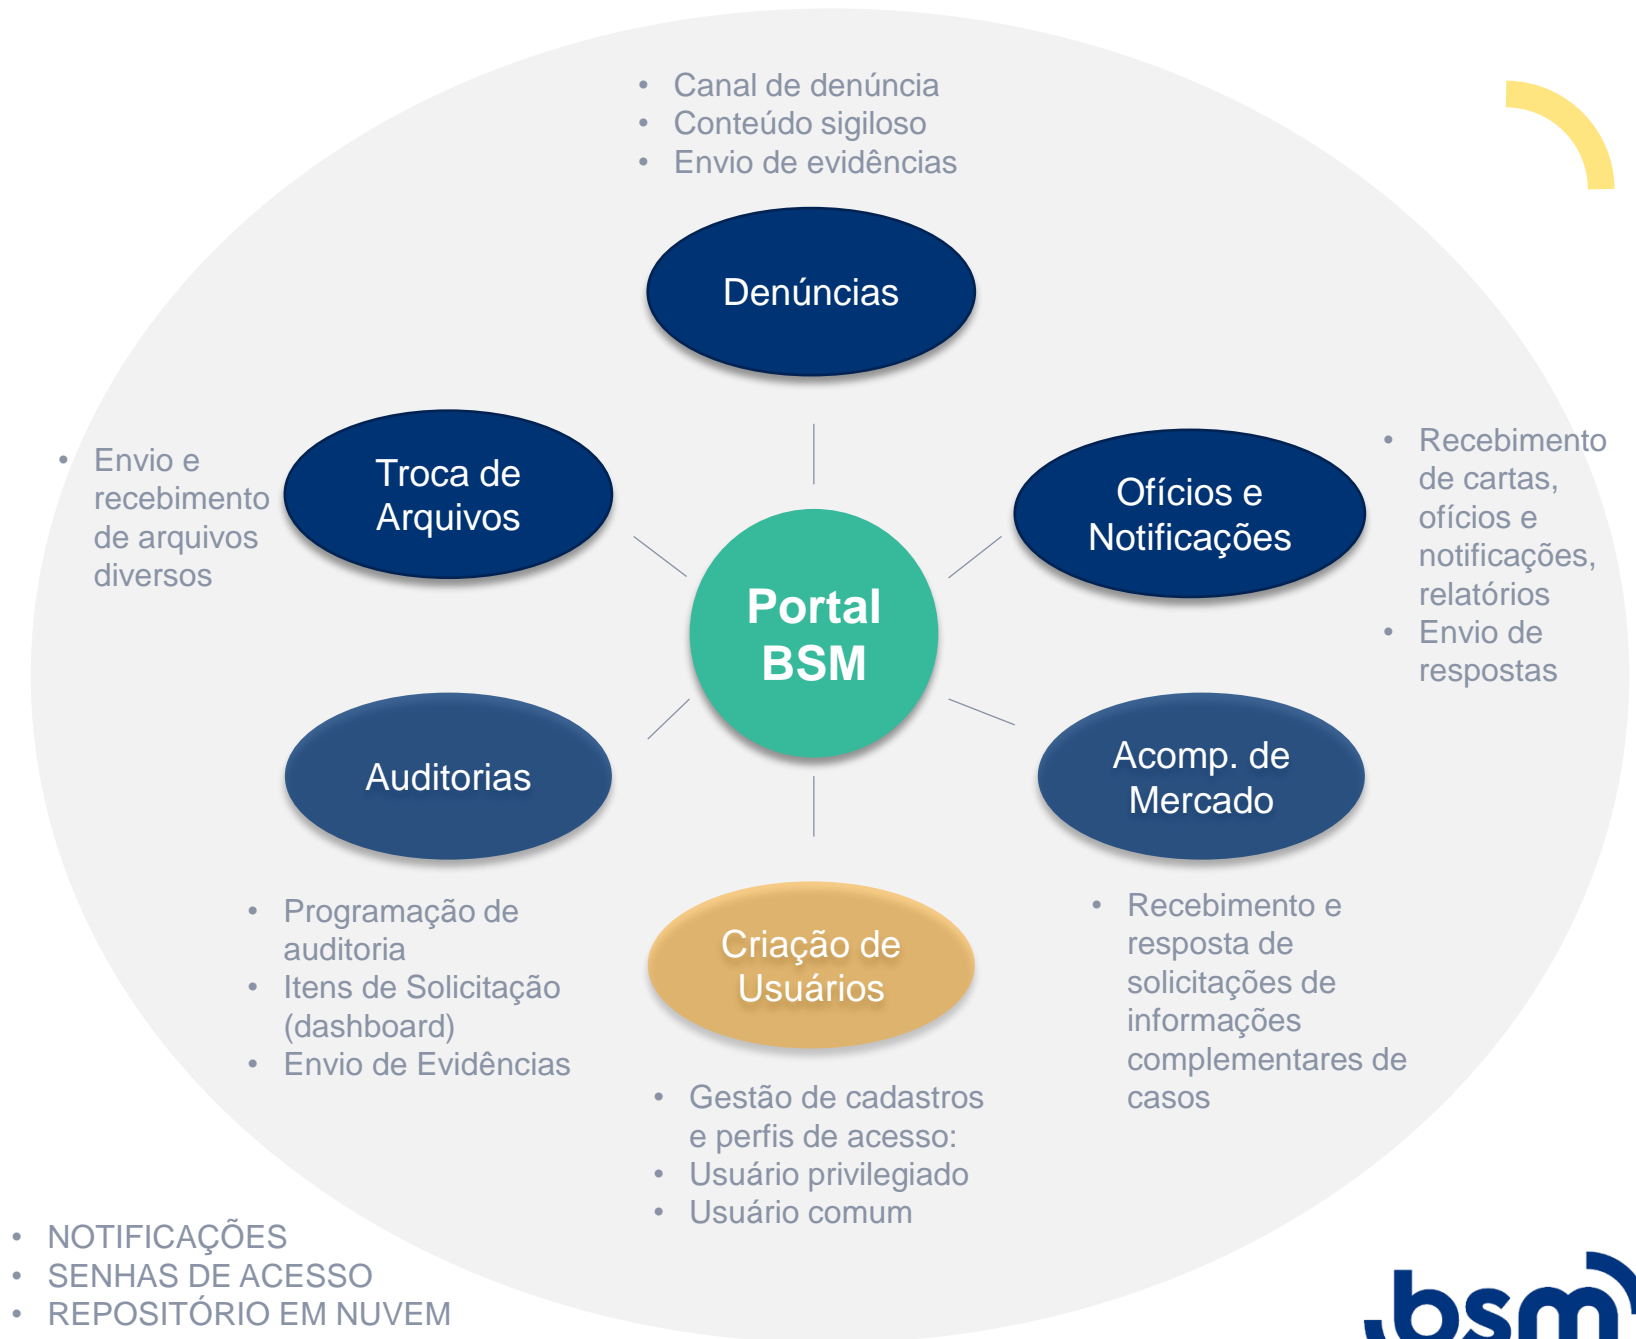 • Canal de denúncia
• Conteúdo sigiloso
• Envio de evidências
Denúncias
• Envio e
recebimento
de arquivos
diversos
Troca de
Arquivos
Ofícios e
Notificações
• Recebimento
de cartas,
ofícios e
notificações,
relatórios
• Envio de
respostas
Portal
BSM
Auditorias
Acomp. de
Mercado
• Programação de
auditoria
• Itens de Solicitação
(dashboard)
• Envio de Evidências
Criação de
Usuários
• Recebimento e
resposta de
solicitações de
informações
complementares de
casos
• Gestão de cadastros
e perfis de acesso:
• Usuário privilegiado
• Usuário comum
• NOTIFICAÇÕES
• SENHAS DE ACESSO
• REPOSITÓRIO EM NUVEM
bsm